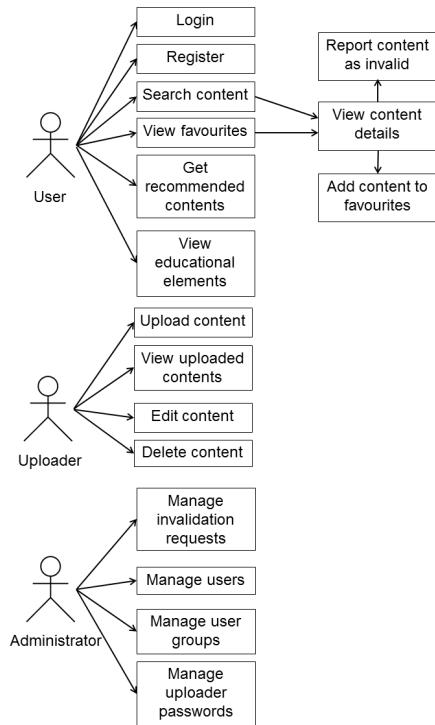 Login
Register
Search content
View favourites
Get
recommended
contents
View
educational
elements
Report content
as invalid
View content
details
Add content to
favourites
User
Upload content
View uploaded
contents
Edit content
Delete content
Uploader
Manage
invalidation
requests
Manage users
Manage user
groups
Manage
uploader
passwords
Administrator